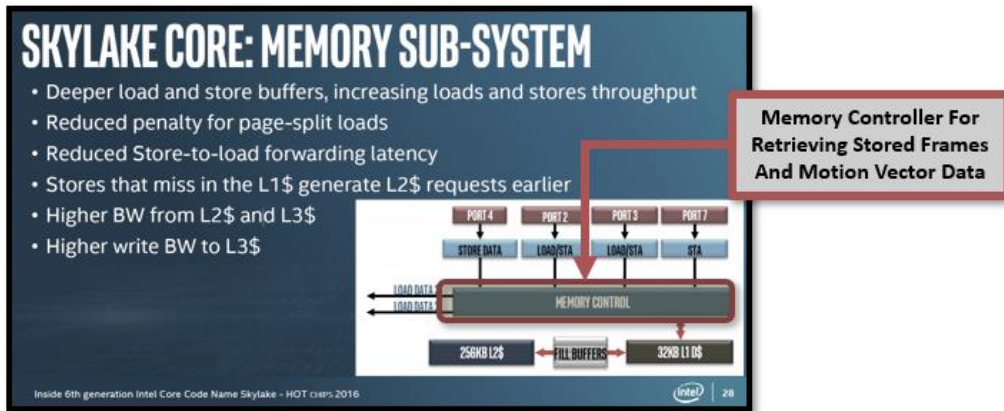 SKYLAKE CORE: MEMORY SUB-SYSTEM
• Deeper load and store buffers, increasing loads and stores throughput
• Reduced penalty for page-split loads
• Reduced Store-to-load forwarding latency
• Stores that miss in the L1$ generate L2$ requests earlier
• Higher BW from L2$ and L3$
• Higher write BW to L3$
Memory Controller For
Retrieving Stored Frames
And Motion Vector Data
PORT 4 PORT 2 PORT 3 PORT 7
STORE DATA LOAD/STA LOAD/STA STA
LOAD DATA
LOAD DATA
MEMORY CONTROL
256KB L2$ FILL BUFFERS 32KB L1 D$
Inside 6th generation Intel Core Code Name Skylake – HOT CHIPS 2016
intel 28